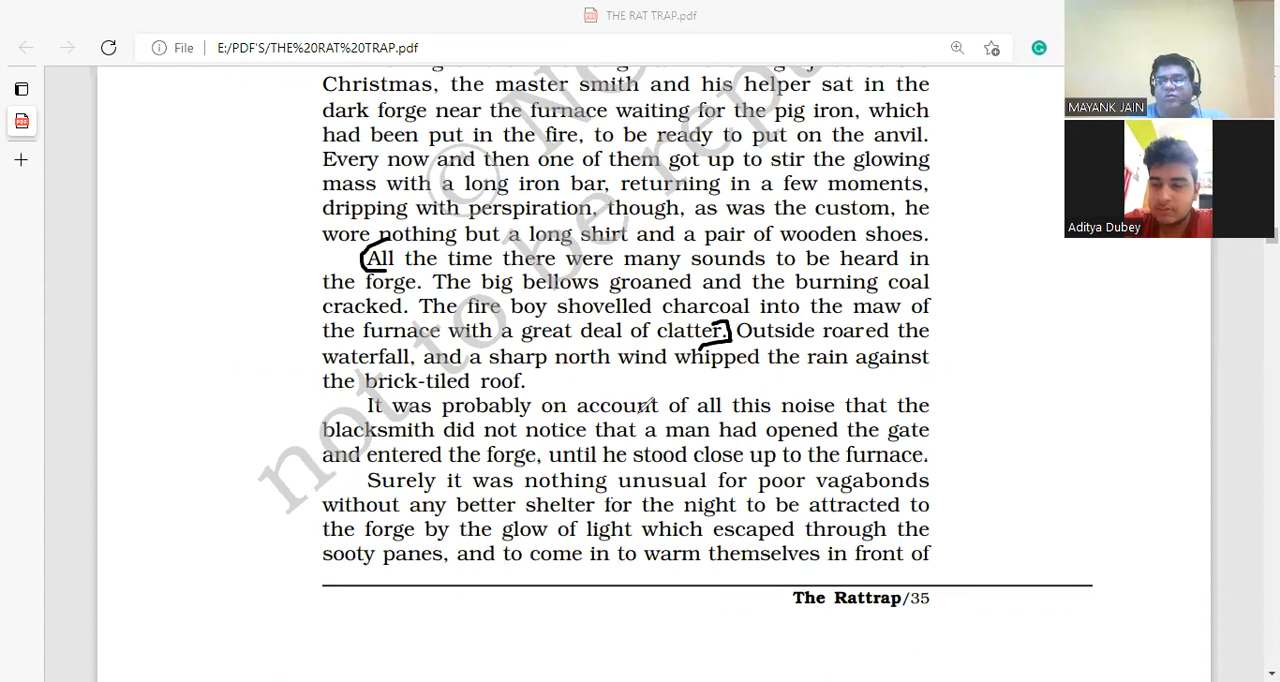 THE RAT TRAP.pdf
File E:/PDF'S/THE%20RAT%20TRAP.pdf
Christmas, the master smith and his helper sat in the
dark forge near the furnace waiting for the pig iron, which
had been put in the fire, to be ready to put on the anvil.
Every now and then one of them got up to stir the glowing
mass with a long iron bar, returning in a few moments,
dripping with perspiration, though, as was the custom, he
wore nothing but a long shirt and a pair of wooden shoes.
All the time there were many sounds to be heard in
the forge. The big bellows groaned and the burning coal
cracked. The fire boy shovelled charcoal into the maw of
the furnace with a great deal of clatter. Outside roared the
waterfall, and a sharp north wind whipped the rain against
the brick-tiled roof.
It was probably on account of all this noise that the
blacksmith did not notice that a man had opened the gate
and entered the forge, until he stood close up to the furnace.
Surely it was nothing unusual for poor vagabonds
without any better shelter for the night to be attracted to
the forge by the glow of light which escaped through the
sooty panes, and to come in to warm themselves in front of
The Rattrap/35
not to be rep
MAYANK JAIN
Aditya Dubey